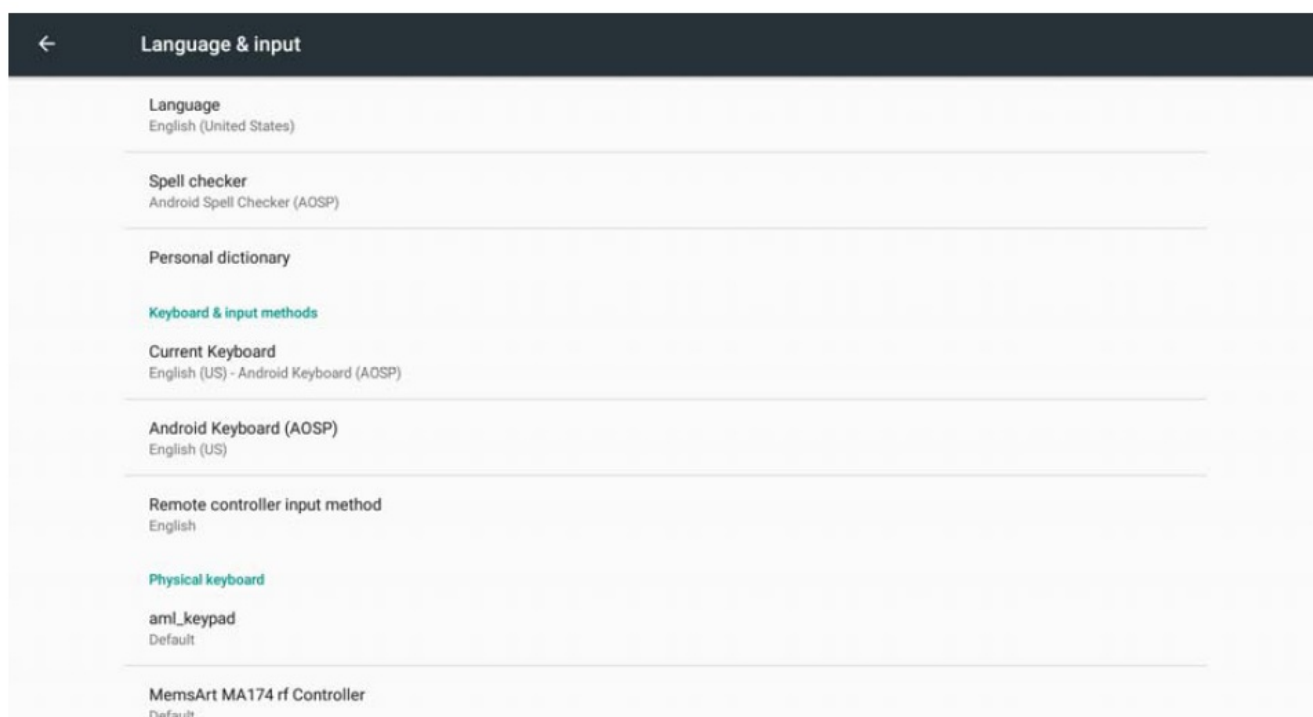 Language & input
Language
English (United States)
Spell checker
Android Spell Checker (AOSP)
Personal dictionary
Keyboard & input methods
Current Keyboard
English (US) - Android Keyboard (AOSP)
Android Keyboard (AOSP)
English (US)
Remote controller input method
English
Physical keyboard
aml_keypad
Default
MemsArt MA174 rf Controller
Default